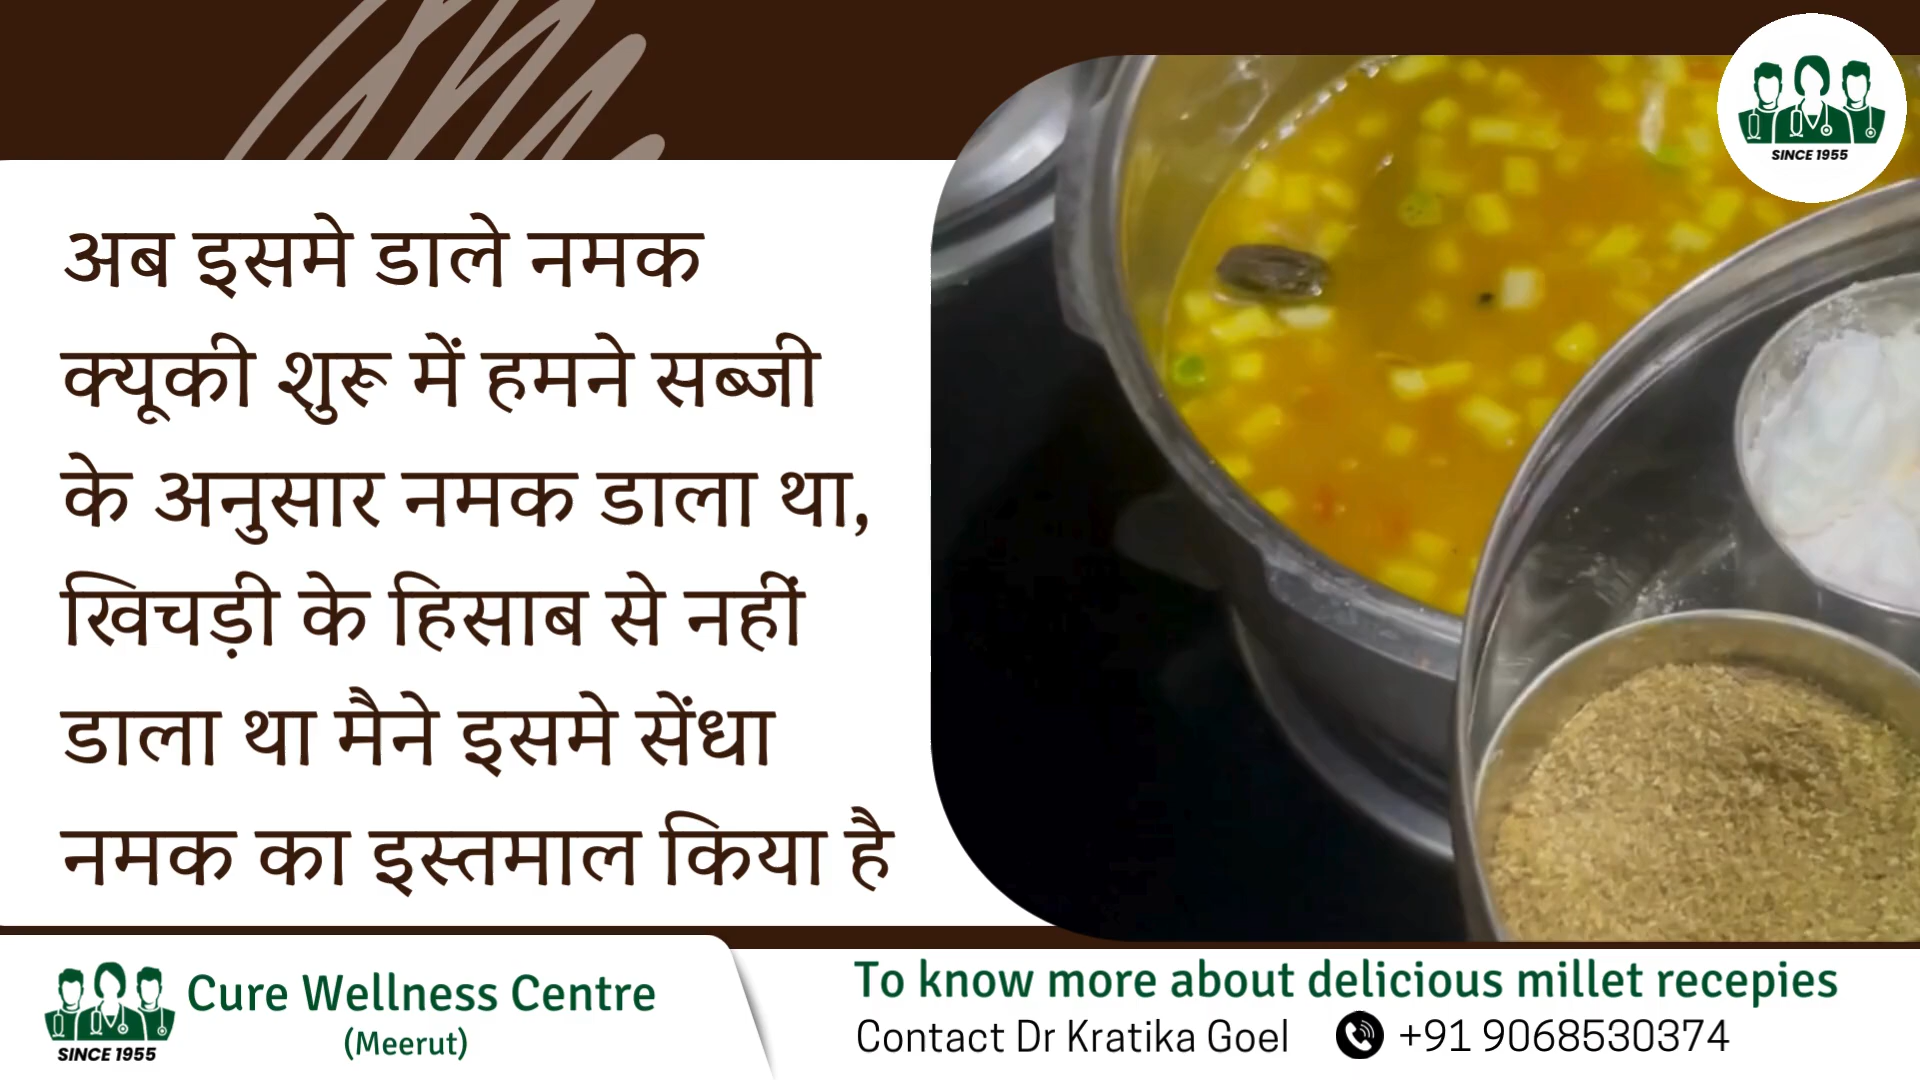 SINCE 1955
अब इसमे डाले नमक
क्यूकी शुरू में हमने सब्जी
के अनुसार नमक डाला था,
खिचड़ी के हिसाब से नहीं
डाला था मैने इसमे सेंधा
नमक का इस्तमाल किया है
SINCE 1955
Cure Wellness Centre
(Meerut)
To know more about delicious millet recepies
Contact Dr Kratika Goel +91 9068530374